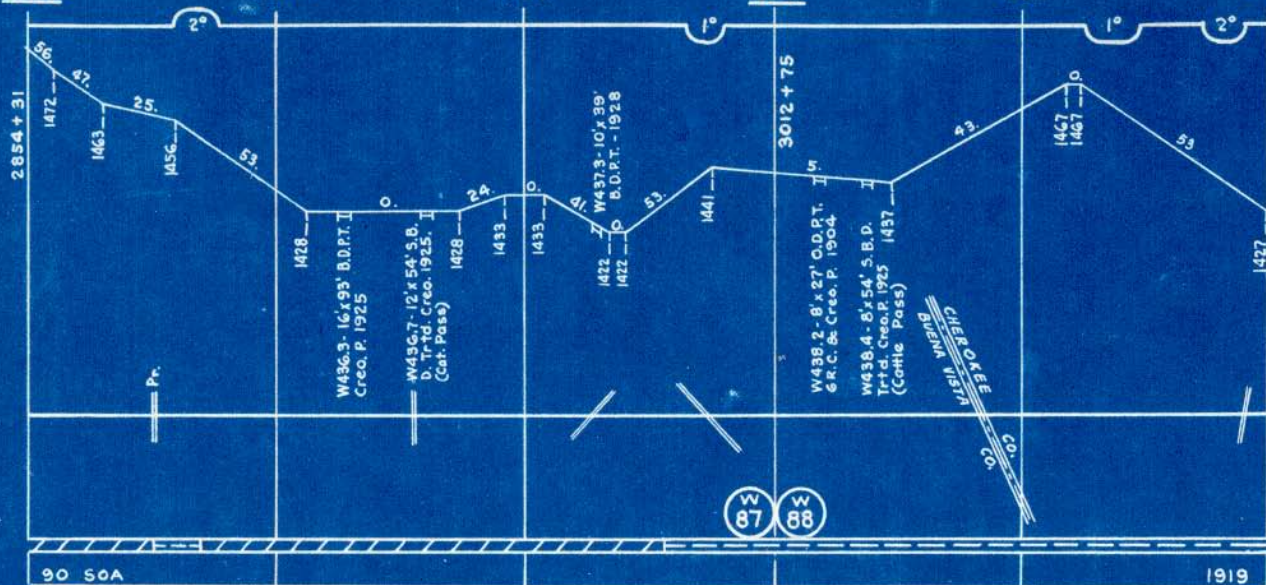 2°
1°
1°
2°
2854 + 31
56.
1472
47.
1463
25.
1456
53.
1428
0.
W436.3 - 16'x93' B.D.P.T.
Creo. P. 1925
W436.7 - 12'x54' S.B.
D. Trtd. Creo. 1925.
(Cat. Pass)
1428
24.
1433
0.
1433
41.
W437.3 - 10'x39'
B.D.P.T. - 1928
1422
0.
1422
53.
1441
3012 + 75
5.
W438.2 - 8'x27' O.D.P.T.
6 R.C. & Creo. P. 1904
W438.4 - 8'x54' S.B.D.
Trtd. Creo. P. 1925
(Cattle Pass)
1437
43.
1467
0.
1467
53
1427
Pr.
CHEROKEE CO.
BUENA VISTA CO.
W
87
W
88
90 SOA
1919